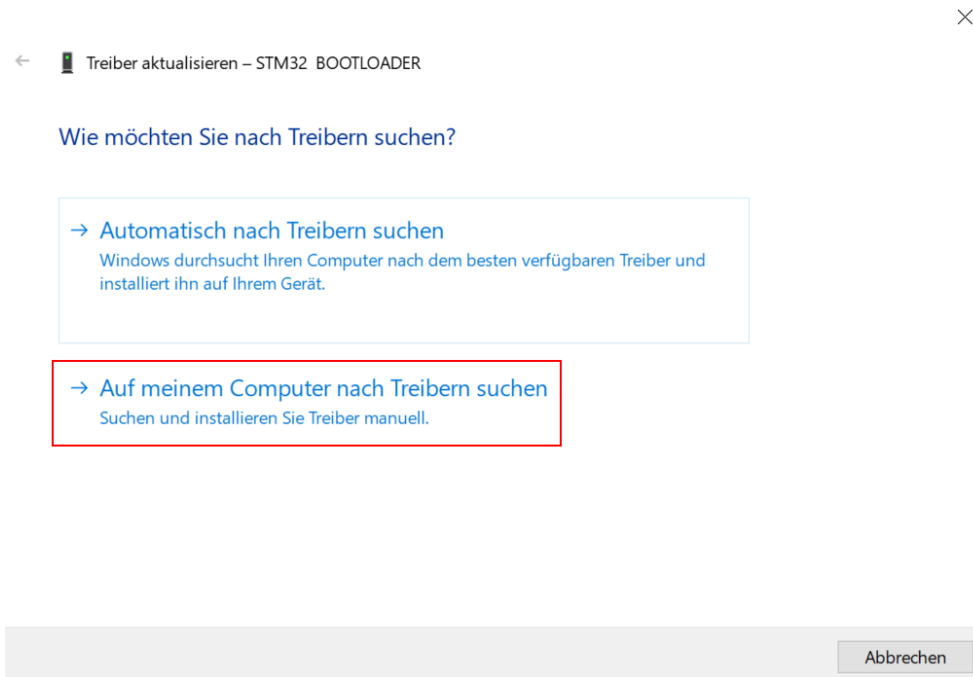 Treiber aktualisieren – STM32 BOOTLOADER
Wie möchten Sie nach Treibern suchen?
→ Automatisch nach Treibern suchen
Windows durchsucht Ihren Computer nach dem besten verfügbaren Treiber und
installiert ihn auf Ihrem Gerät.
→ Auf meinem Computer nach Treibern suchen
Suchen und installieren Sie Treiber manuell.
Abbrechen